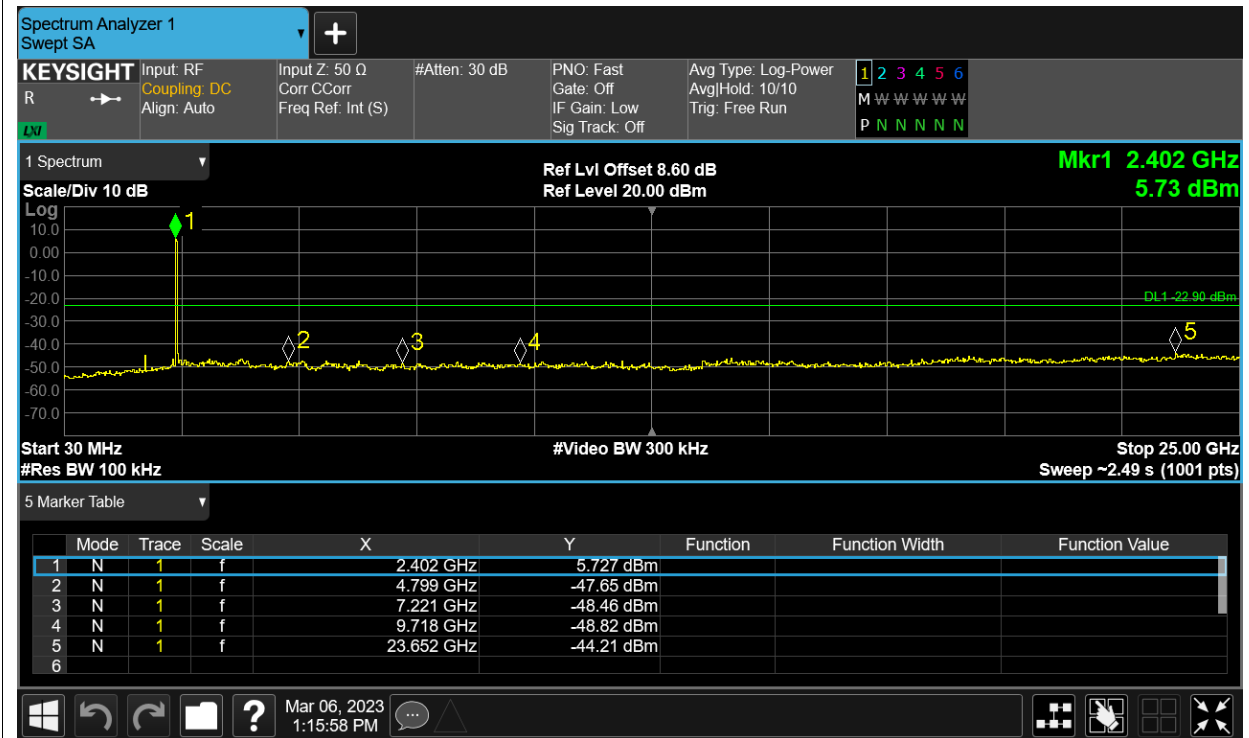 Spectrum Analyzer 1
Swept SA
KEYSIGHT
R
LXI
Input: RF
Coupling: DC
Align: Auto
Input Z: 50 Ω
Corr CCorr
Freq Ref: Int (S)
#Atten: 30 dB
PNO: Fast
Gate: Off
IF Gain: Low
Sig Track: Off
Avg Type: Log-Power
Avg|Hold: 10/10
Trig: Free Run
1 2 3 4 5 6
M W W W W W
P N N N N N
1 Spectrum
Scale/Div 10 dB
Ref Lvl Offset 8.60 dB
Ref Level 20.00 dBm
Mkr1 2.402 GHz
5.73 dBm
Log
10.0
0.00
-10.0
-20.0
-30.0
-40.0
-50.0
-60.0
-70.0
1
2
3
4
5
DL1 -22.90 dBm
Start 30 MHz
#Video BW 300 kHz
Stop 25.00 GHz
#Res BW 100 kHz
Sweep ~2.49 s (1001 pts)
5 Marker Table
Mode Trace Scale X Y Function Function Width Function Value
1 N 1 f 2.402 GHz 5.727 dBm
2 N 1 f 4.799 GHz -47.65 dBm
3 N 1 f 7.221 GHz -48.46 dBm
4 N 1 f 9.718 GHz -48.82 dBm
5 N 1 f 23.652 GHz -44.21 dBm
6
?
Mar 06, 2023
1:15:58 PM